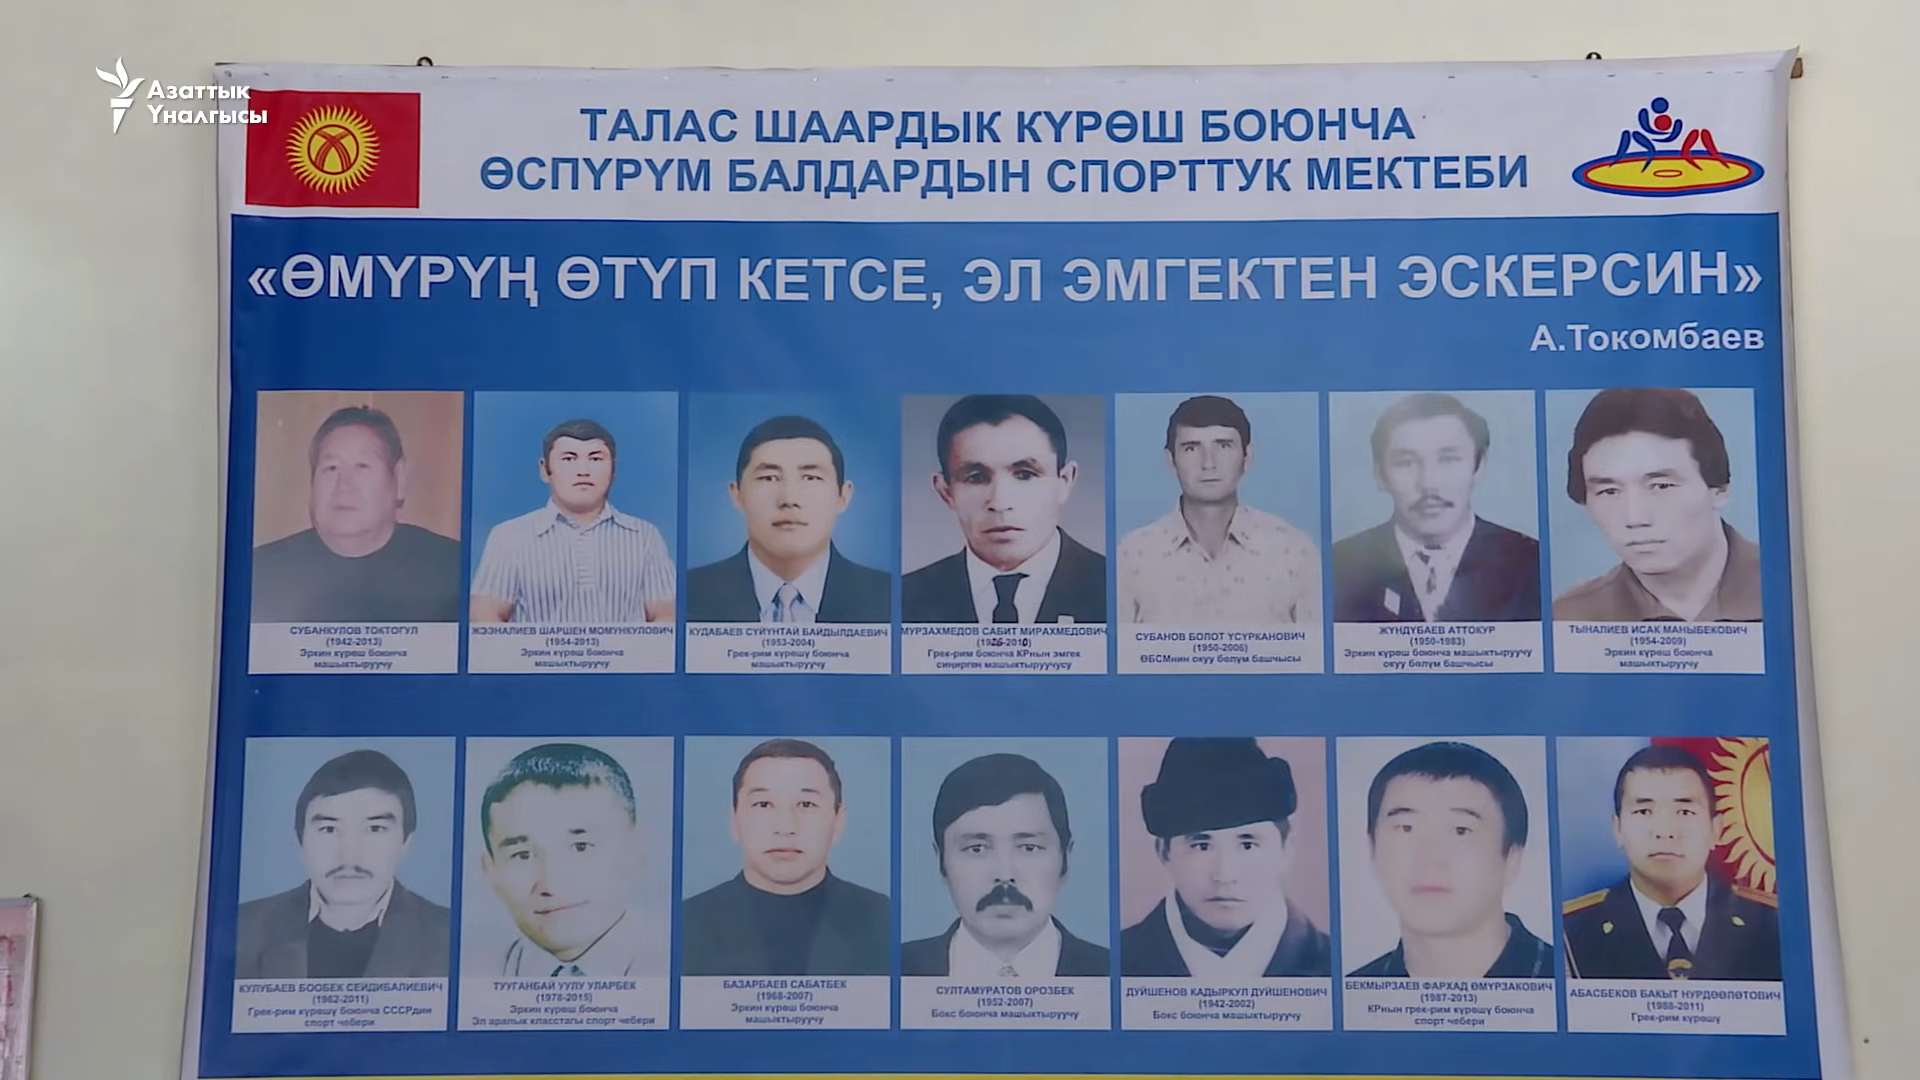 Азаттык
Үналгысы
ТАЛАС ШААРДЫК КҮРӨШ БОЮНЧА
ӨСПҮРҮМ БАЛДАРДЫН СПОРТТУК МЕКТЕБИ
«ӨМҮРҮҢ ӨТҮП КЕТСЕ, ЭЛ ЭМГЕКТЕН ЭСКЕРСИН»
А.Токомбаев
СУБАНКУЛОВ ТОКТОГУЛ
(1942-2013)
Эркин күрөш боюнча
машыктыруучу
ЖЭЭНАЛИЕВ ШАРШЕН МОМУНКУЛОВИЧ
(1954-2013)
Эркин күрөш боюнча
машыктыруучу
КУДАБАЕВ СҮЙҮНТАЙ БАЙДЫЛДАЕВИЧ
(1953-2004)
Грек-рим күрөшү боюнча
машыктыруучу
МУРЗАХМЕДОВ САБИТ МИРАХМЕДОВИЧ
Грек-рим боюнча КРнын эмгек
сиңирген машыктыруучусу
СУБАНОВ БОЛОТ ҮСУРКАНОВИЧ
(1950-2006)
ӨБСМнин окуу бөлүм башчысы
ЖҮНДҮБАЕВ АТТОКУР
(1950-1983)
Эркин күрөш боюнча машыктыруучу
окуу бөлүм башчысы
ТЫНАЛИЕВ ИСАК МАНЫБЕКОВИЧ
(1954-2009)
Эркин күрөш боюнча
машыктыруучу
КУЛУБАЕВ БООБЕК СЕЙДИБАЛИЕВИЧ
(1962-2011)
Грек-рим күрөшү боюнча СССРдин
спорт чебери
ТУУГАНБАЙ УУЛУ УЛАРБЕК
(1978-2015)
Эркин күрөш боюнча
Эл аралык класстагы спорт чебери
БАЗАРБАЕВ САБАТБЕК
(1968-2007)
Эркин күрөш боюнча
машыктыруучу
СУЛТАМУРАТОВ ОРОЗБЕК
(1952-2007)
Бокс боюнча машыктыруучу
ДУЙШЕНОВ КАДЫРКУЛ ДУЙШЕНОВИЧ
(1942-2002)
Бокс боюнча машыктыруучу
БЕКМЫРЗАЕВ ФАРХАД ӨМҮРЗАКОВИЧ
(1987-2013)
КРнын грек-рим күрөшү боюнча
спорт чебери
АБАСБЕКОВ БАКЫТ НУРДӨӨЛӨТОВИЧ
(1988-2011)
Грек-рим күрөшү